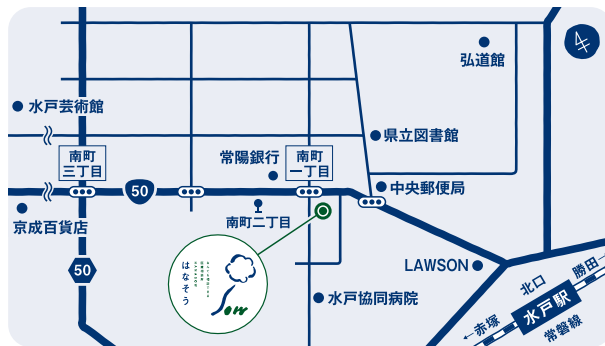 弘道館
水戸芸術館
県立図書館
南町
三丁目
常陽銀行
南町
一丁目
中央郵便局
50
京成百貨店
南町二丁目
50
はなそう
Sow
LAWSON
水戸協同病院
北口
勝田→
水戸駅
←赤塚
常磐線